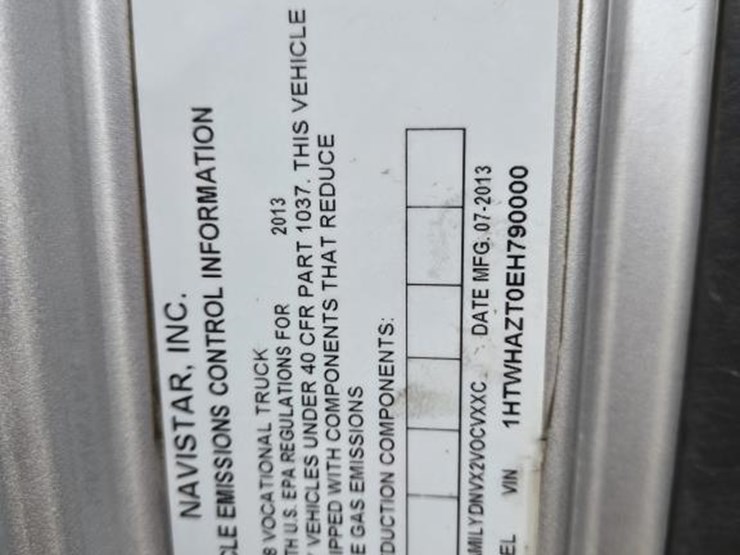 NAVISTAR, INC.
CLE EMISSIONS CONTROL INFORMATION
8 VOCATIONAL TRUCK
TH U.S. EPA REGULATIONS FOR 2013
VEHICLES UNDER 40 CFR PART 1037. THIS VEHICLE
IPPED WITH COMPONENTS THAT REDUCE
E GAS EMISSIONS
DUCTION COMPONENTS:
AMILY DNVX2VOCVXXC DATE MFG. 07-2013
EL VIN 1HTWHAZT0EH790000